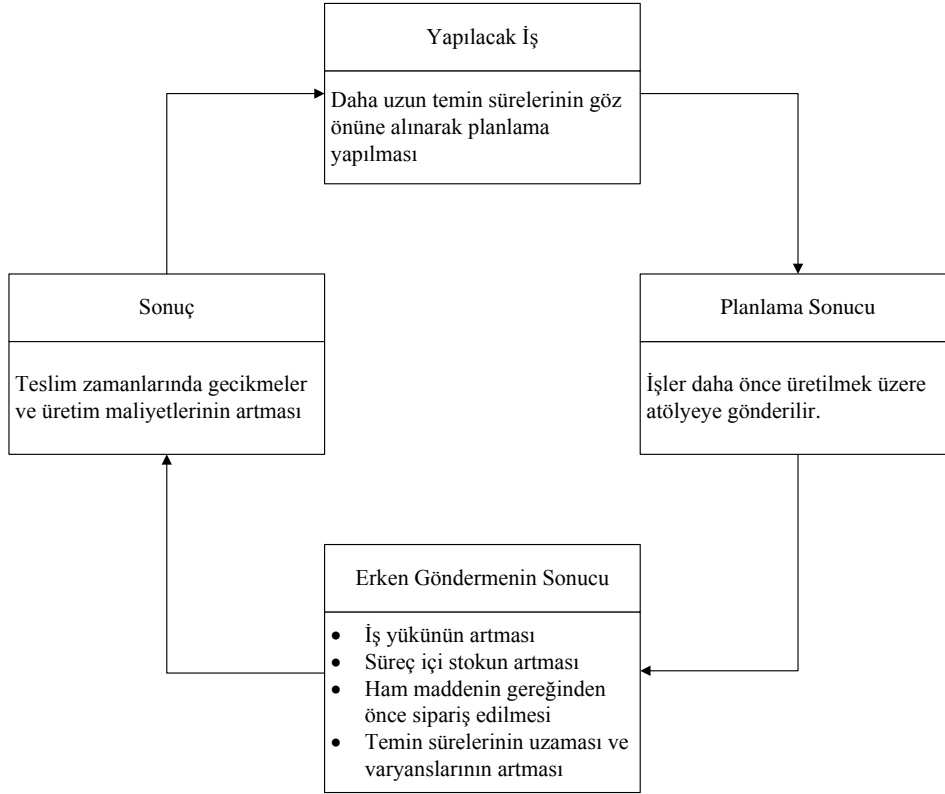 Yapılacak İş
Daha uzun temin sürelerinin göz
önüne alınarak planlama
yapılması
Sonuç
Teslim zamanlarında gecikmeler
ve üretim maliyetlerinin artması
Planlama Sonucu
İşler daha önce üretilmek üzere
atölyeye gönderilir.
Erken Göndermenin Sonucu
• İş yükünün artması
• Süreç içi stokun artması
• Ham maddenin gereğinden
önce sipariş edilmesi
• Temin sürelerinin uzaması ve
varyanslarının artması